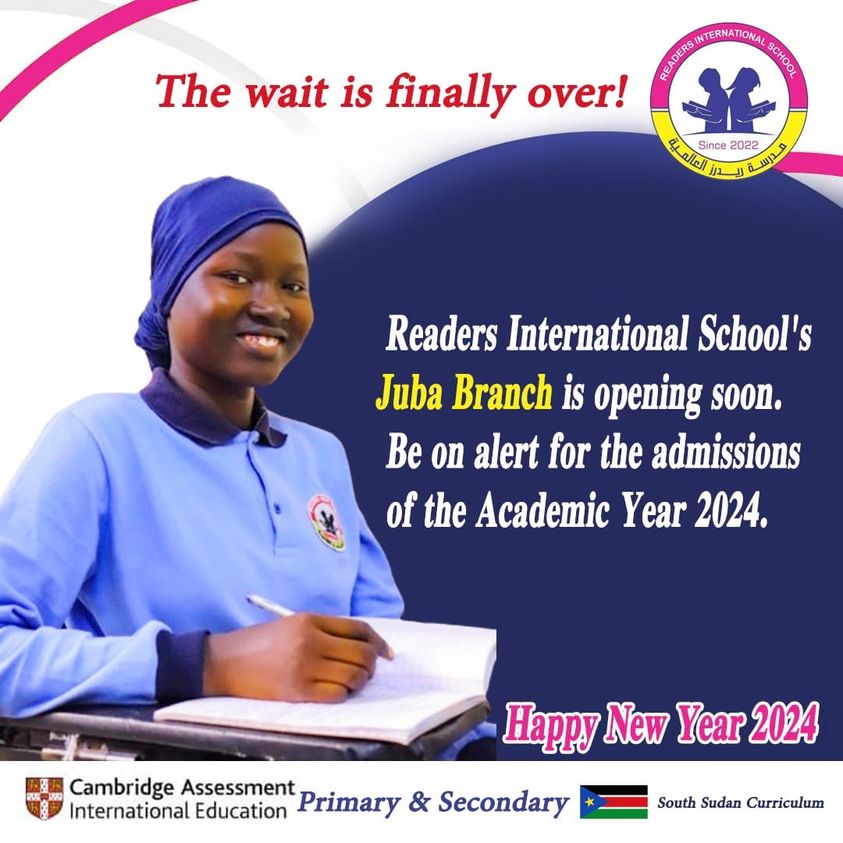 The wait is finally over!
READERS INTERNATIONAL SCHOOL
Since 2022
مدرسة ريدرز العالمية
Readers International School's
Juba Branch is opening soon.
Be on alert for the admissions
of the Academic Year 2024.
Happy New Year 2024
Cambridge Assessment
International Education
Primary & Secondary
South Sudan Curriculum